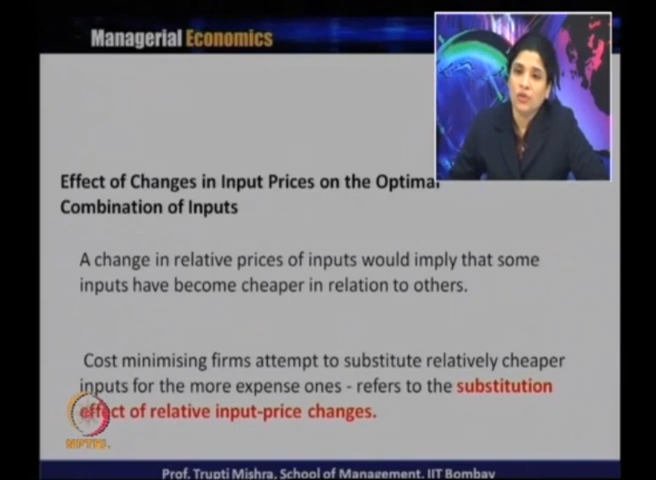 Managerial Economics
Effect of Changes in Input Prices on the Optimal
Combination of Inputs
A change in relative prices of inputs would imply that some
inputs have become cheaper in relation to others.
Cost minimising firms attempt to substitute relatively cheaper
inputs for the more expense ones - refers to the substitution
effect of relative input-price changes.
NPTEL
Prof. Trupti Mishra, School of Management, IIT Bombay